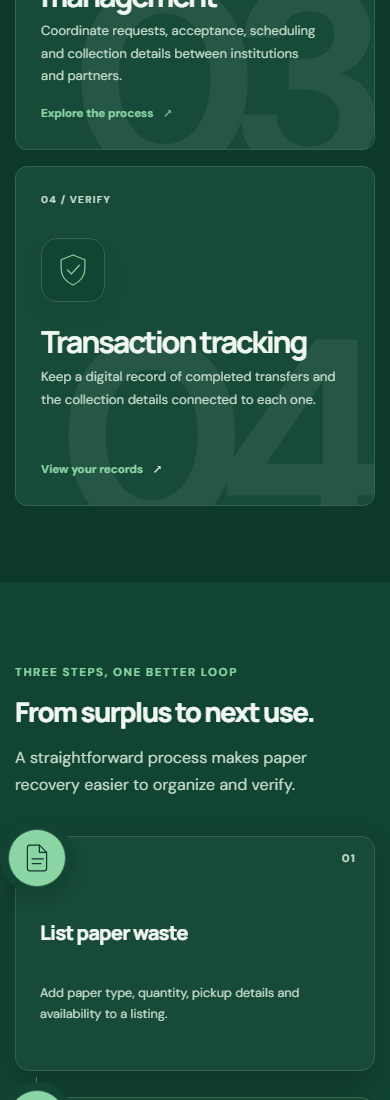 management
03
Coordinate requests, acceptance, scheduling
and collection details between institutions
and partners.
Explore the process ↗
04 / VERIFY
04
Transaction tracking
Keep a digital record of completed transfers and
the collection details connected to each one.
View your records ↗
THREE STEPS, ONE BETTER LOOP
From surplus to next use.
A straightforward process makes paper
recovery easier to organize and verify.
01
List paper waste
Add paper type, quantity, pickup details and
availability to a listing.